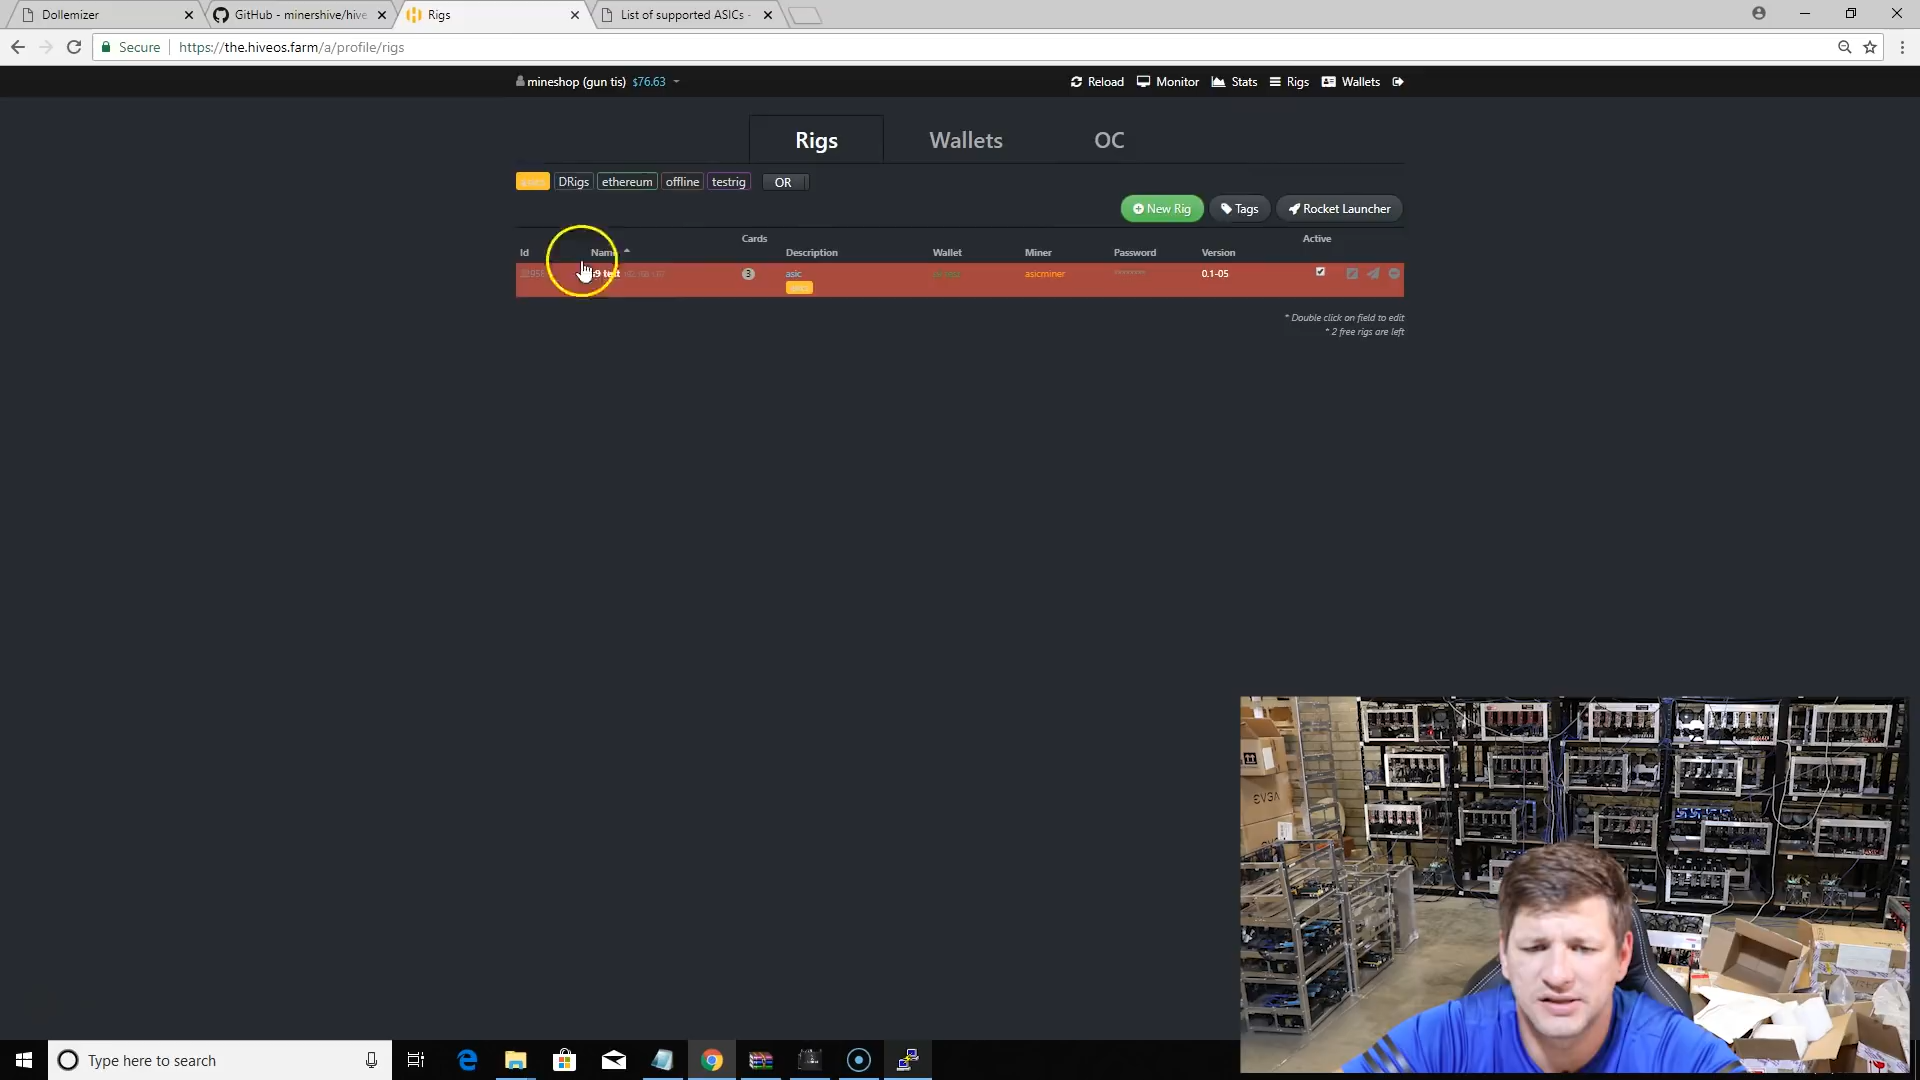 Dollemizer
GitHub - minershive/hive
Rigs
List of supported ASICs -
Secure https://the.hiveos.farm/a/profile/rigs
mineshop (gun tis) $76.63
Reload Monitor Stats Rigs Wallets
Rigs Wallets OC
DRigs ethereum offline testrig OR
New Rig Tags Rocket Launcher
Id Name Cards Description Wallet Miner Password Version Active
test 3 asic asicminer ******** 0.1-05
* Double click on field to edit
* 2 free rigs are left
EVGA
Type here to search